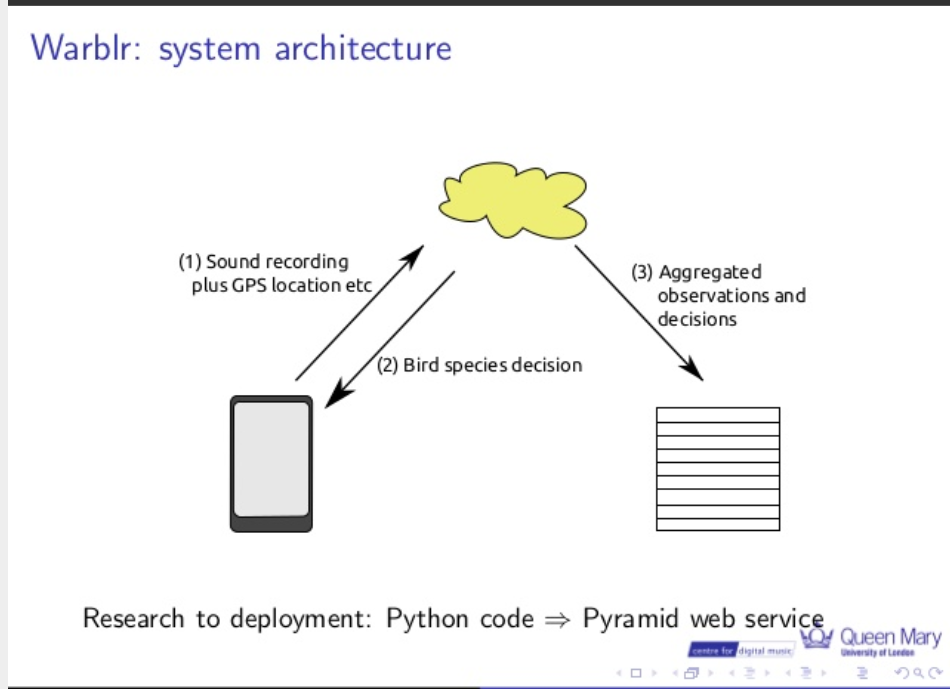 Warblr: system architecture
(1) Sound recording
plus GPS location etc
(2) Bird species decision
(3) Aggregated
observations and
decisions
Research to deployment: Python code ⇒ Pyramid web service
centre for digital music
Queen Mary
University of London